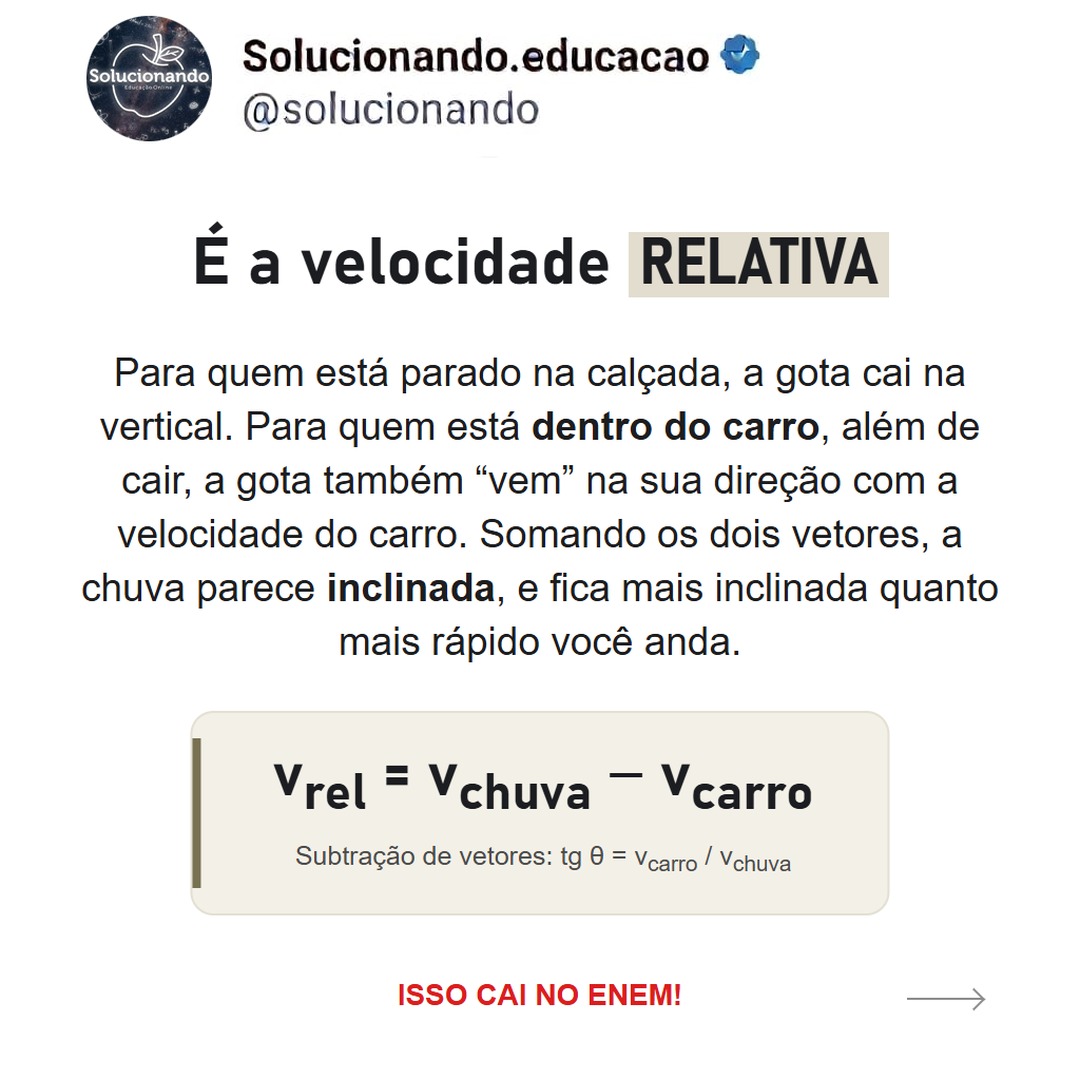 Solucionando
Educação Online
Solucionando.educacao
@solucionando
É a velocidade RELATIVA
Para quem está parado na calçada, a gota cai na
vertical. Para quem está dentro do carro, além de
cair, a gota também “vem” na sua direção com a
velocidade do carro. Somando os dois vetores, a
chuva parece inclinada, e fica mais inclinada quanto
mais rápido você anda.
vrel = vchuva − vcarro
Subtração de vetores: tg θ = vcarro / vchuva
ISSO CAI NO ENEM!